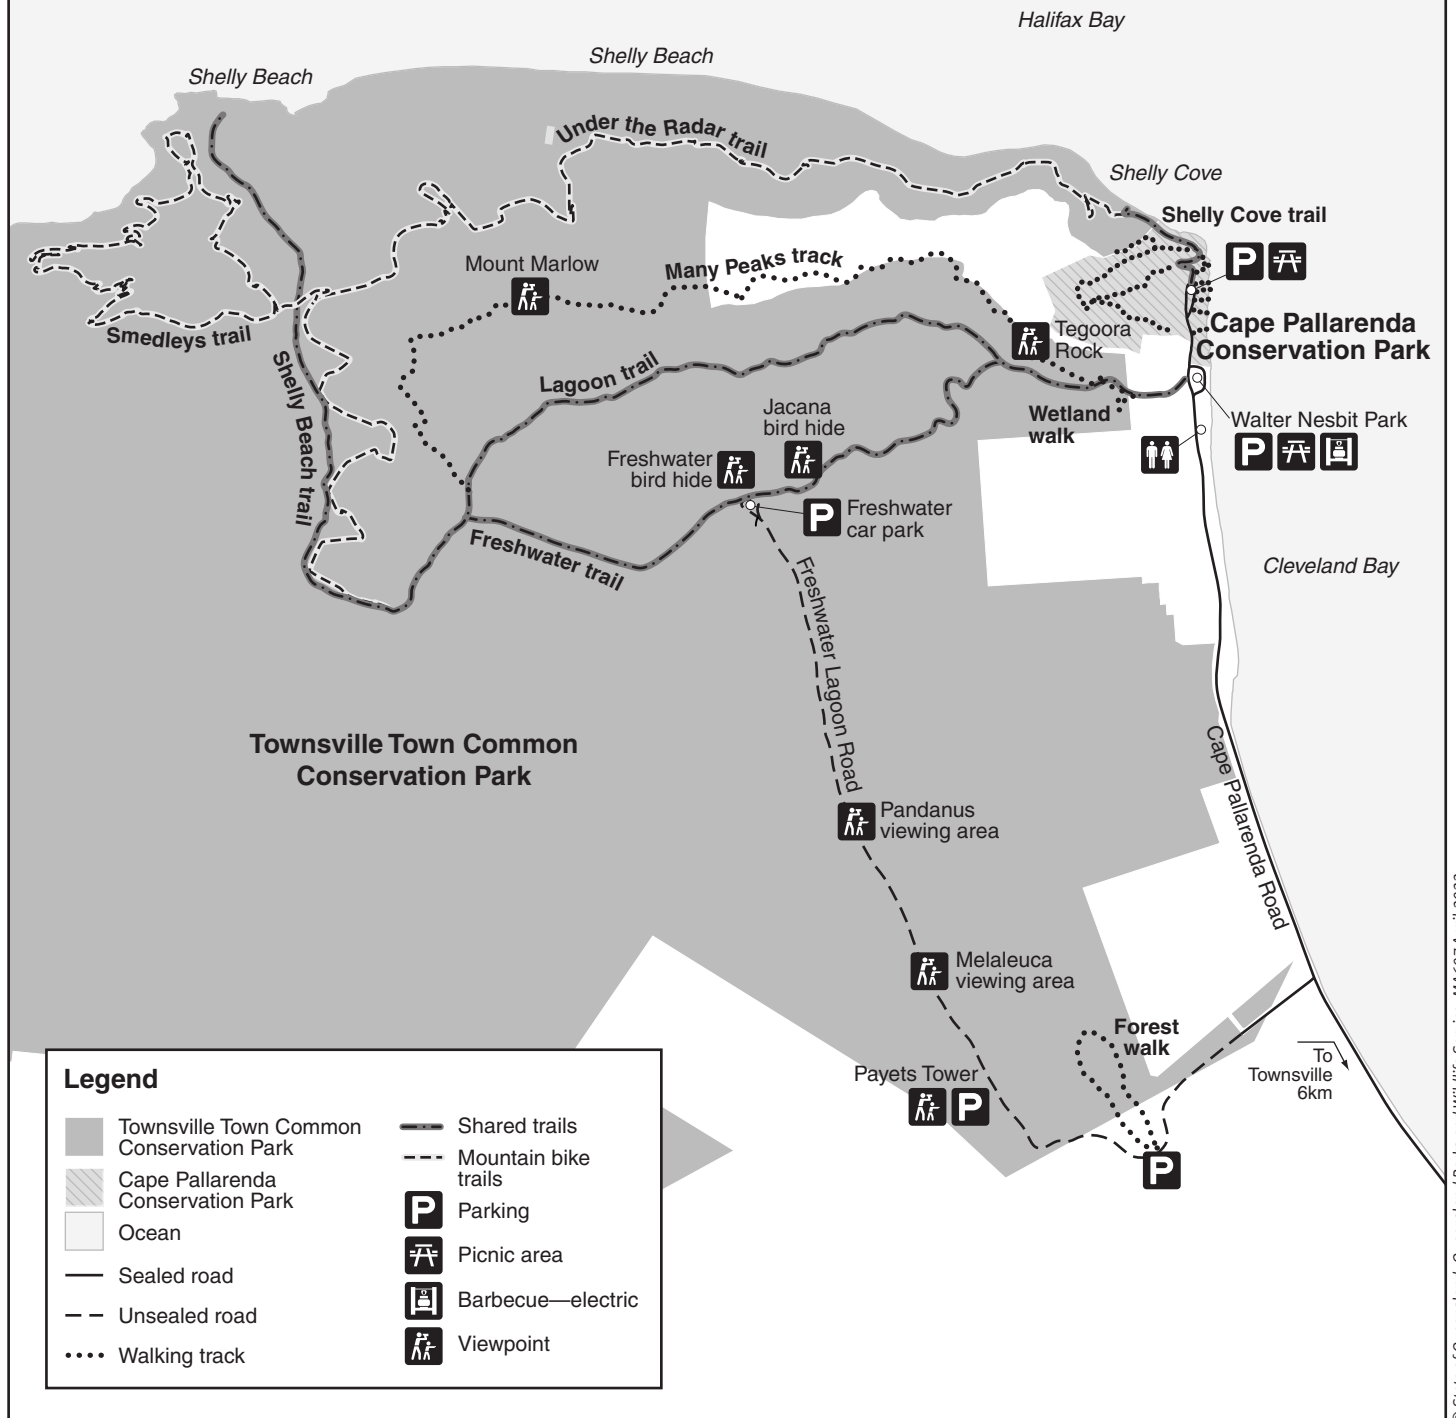 Halifax Bay
Shelly Beach
Shelly Beach
Under the Radar trail
Shelly Cove
Shelly Cove trail
P
Mount Marlow
Many Peaks track
Smedleys trail
Tegoora
Rock
Cape Pallarenda
Conservation Park
Shelly Beach trail
Lagoon trail
Jacana
bird hide
Wetland
walk
Walter Nesbit Park
P
Freshwater
bird hide
P
Freshwater
car park
Freshwater trail
Cleveland Bay
Freshwater Lagoon Road
Townsville Town Common
Conservation Park
Cape Pallarenda Road
Pandanus
viewing area
Melaleuca
viewing area
Forest
walk
To
Townsville
6km
Payets Tower
P
P
Legend
Townsville Town Common
Conservation Park
Cape Pallarenda
Conservation Park
Ocean
Sealed road
Unsealed road
Walking track
Shared trails
Mountain bike
trails
P
Parking
Picnic area
Barbecue—electric
Viewpoint